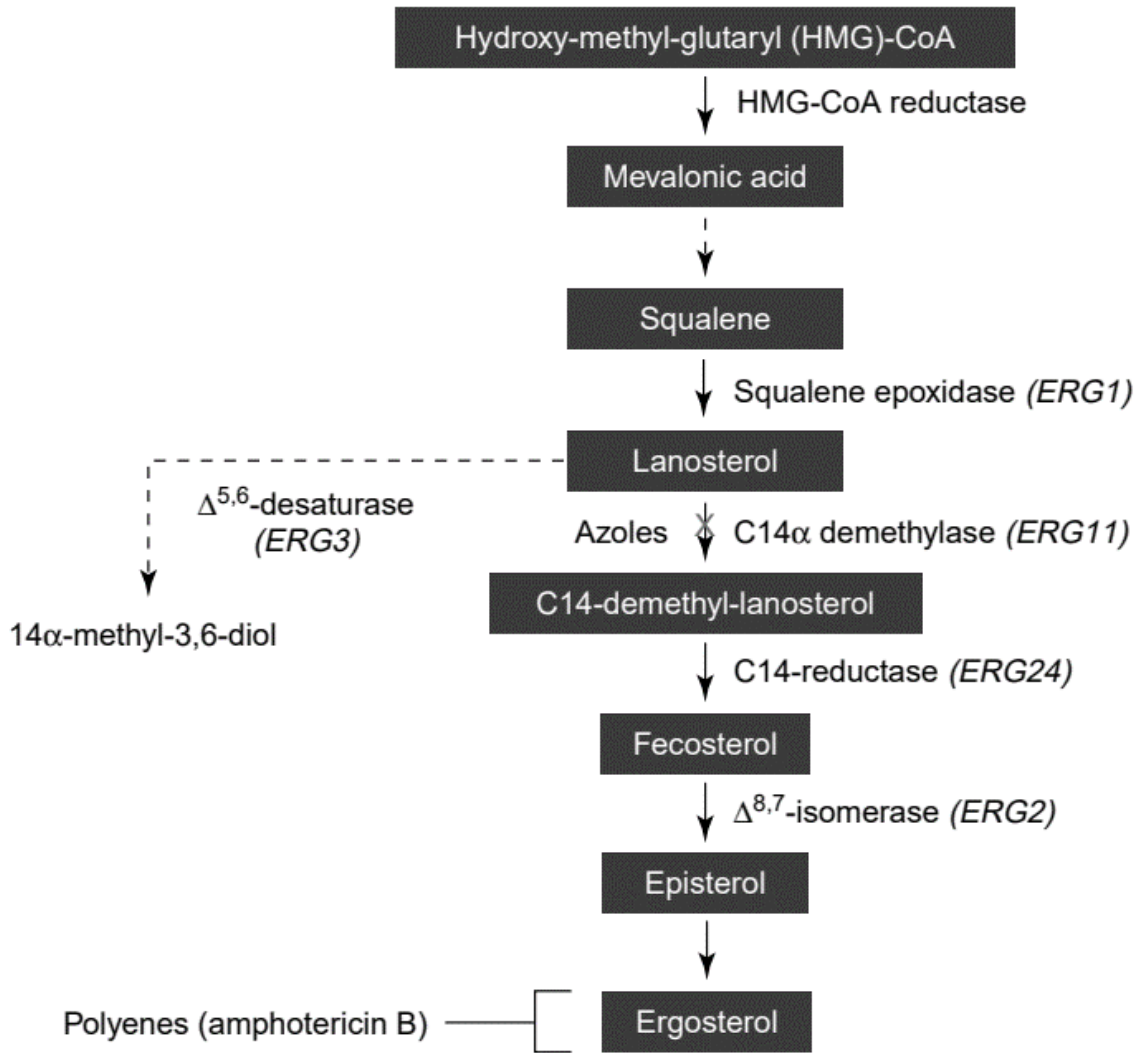 Hydroxy-methyl-glutaryl (HMG)-CoA
HMG-CoA reductase
Mevalonic acid
Squalene
Squalene epoxidase (ERG1)
Lanosterol
Δ5,6-desaturase
(ERG3)
Azoles
X
C14α demethylase (ERG11)
C14-demethyl-lanosterol
14α-methyl-3,6-diol
C14-reductase (ERG24)
Fecosterol
Δ8,7-isomerase (ERG2)
Episterol
Polyenes (amphotericin B)
Ergosterol